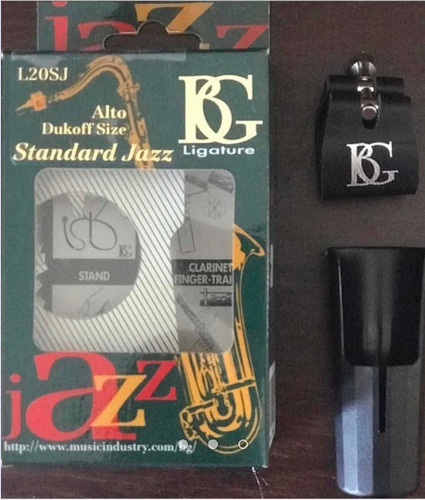 jazz
L20SJ
Alto
Dukoff Size
Standard Jazz
BG
Ligature
BG
STAND
BG
CLARINET
FINGER-TRAI
jazz
http://www.musicindustry.com/bg/